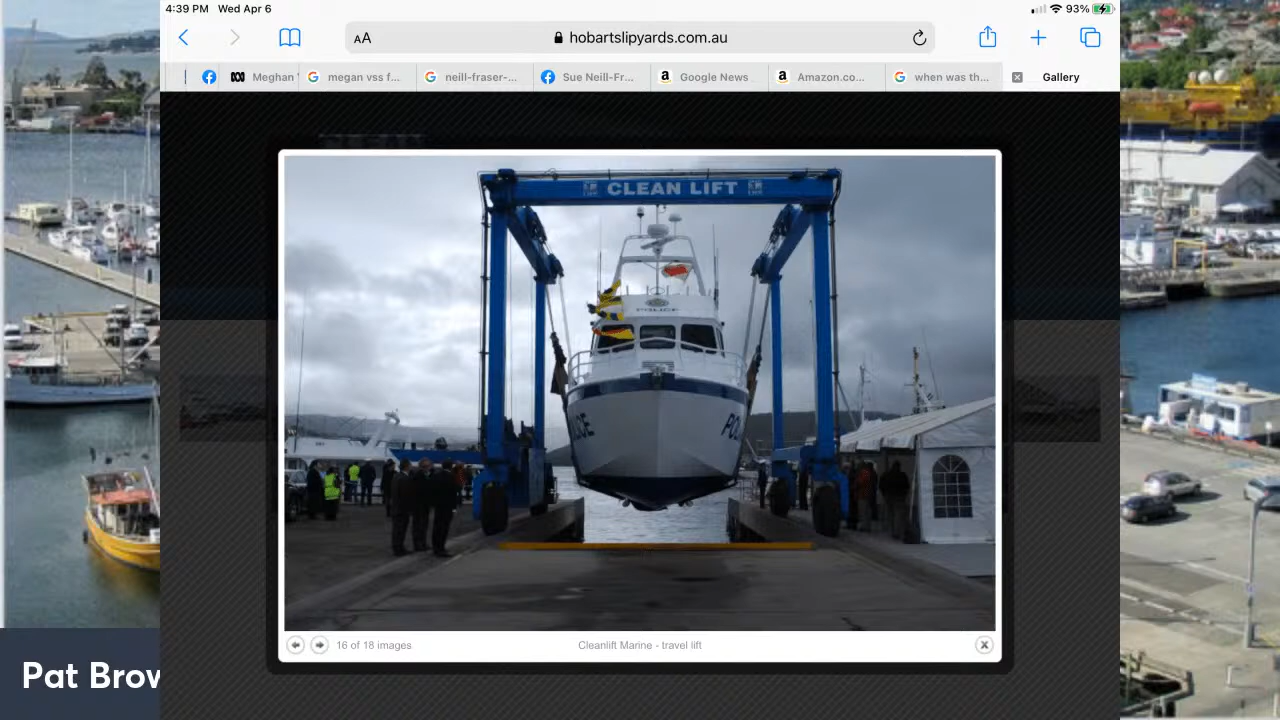 4:39 PM Wed Apr 6
93%
AA
hobartslipyards.com.au
Meghan
megan vss f...
neill-fraser-...
Sue Neill-Fr...
Google News
Amazon.co...
when was th...
Gallery
CLEAN LIFT
POLICE
POLICE
16 of 18 images
Cleanlift Marine - travel lift
Pat Brow